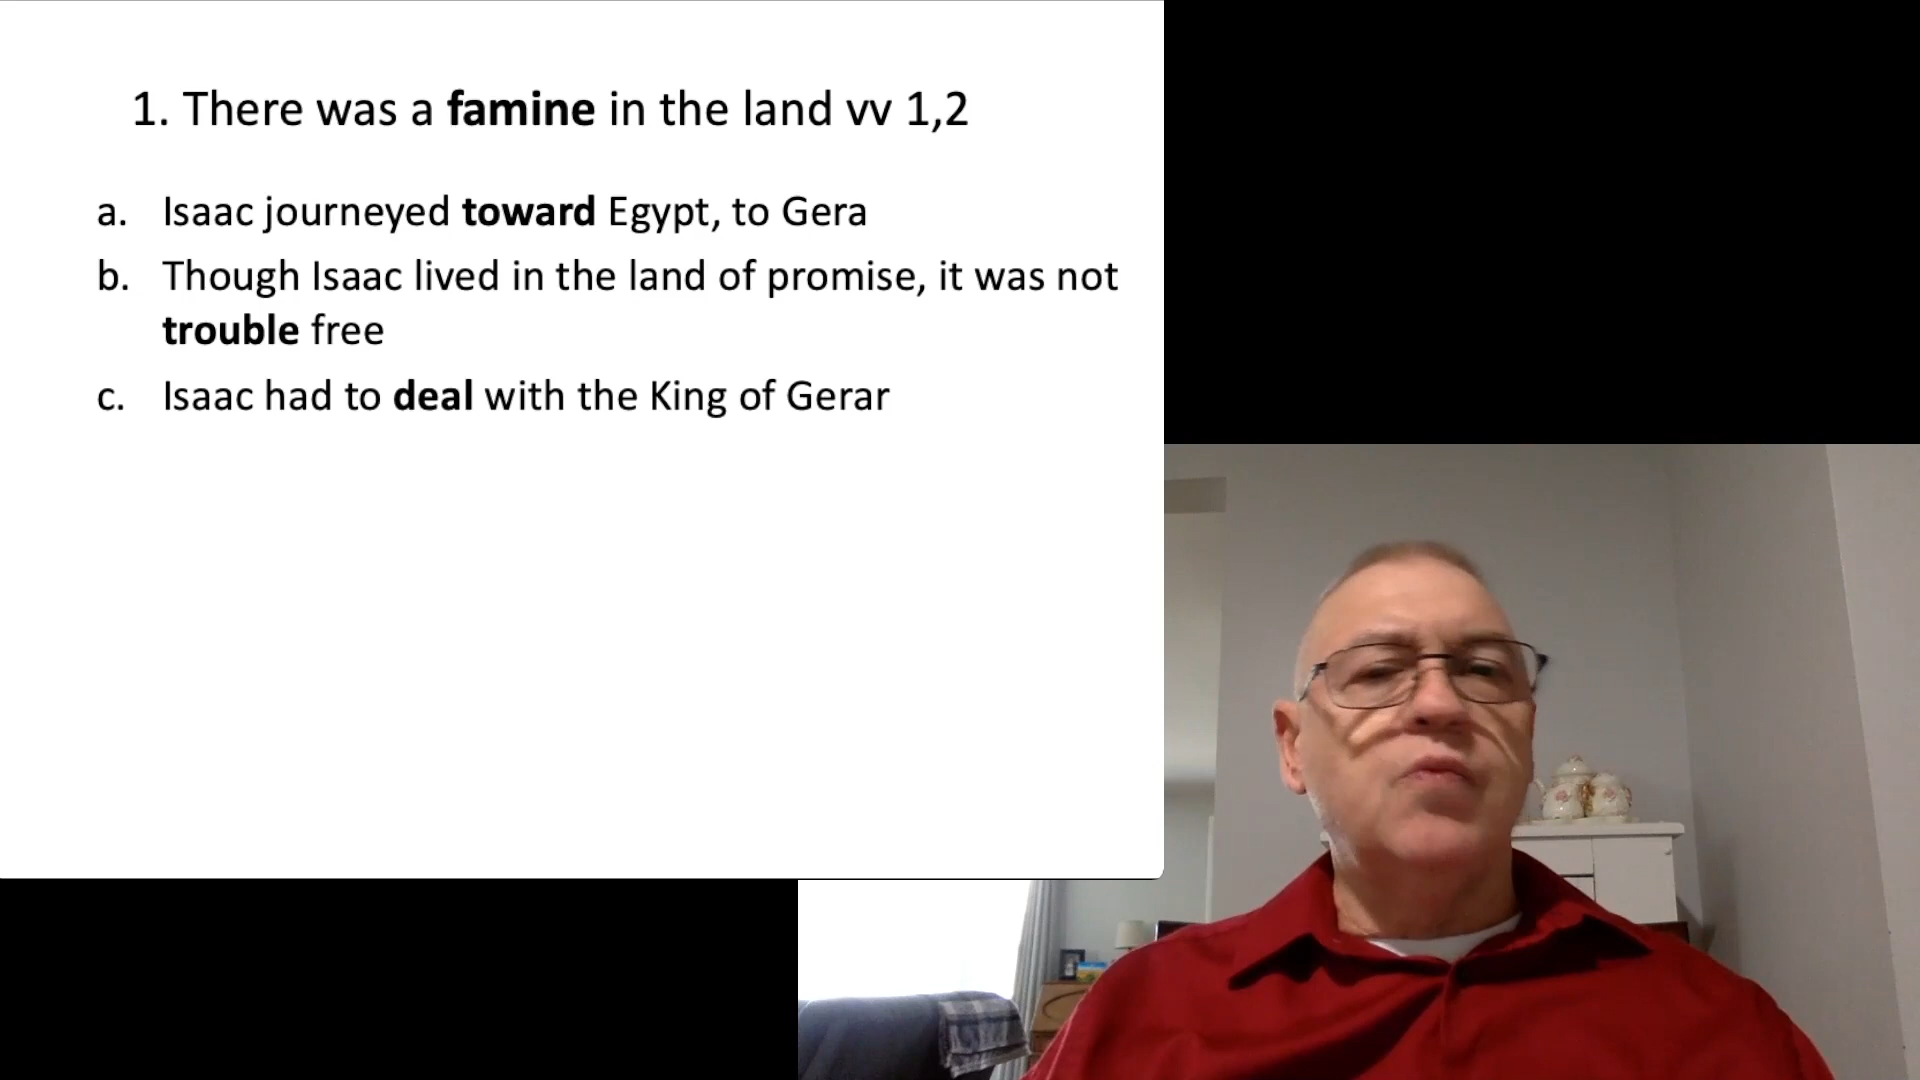 1. There was a famine in the land vv 1,2
a. Isaac journeyed toward Egypt, to Gera
b. Though Isaac lived in the land of promise, it was not
trouble free
c. Isaac had to deal with the King of Gerar